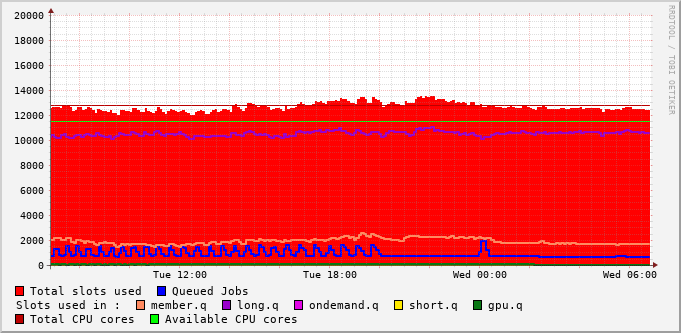 20000
18000
16000
14000
12000
10000
8000
6000
4000
2000
0
Tue 12:00 Tue 18:00 Wed 00:00 Wed 06:00
RRDTOOL / TOBI OETIKER
Total slots used Queued Jobs
Slots used in : member.q long.q ondemand.q short.q gpu.q
Total CPU cores Available CPU cores